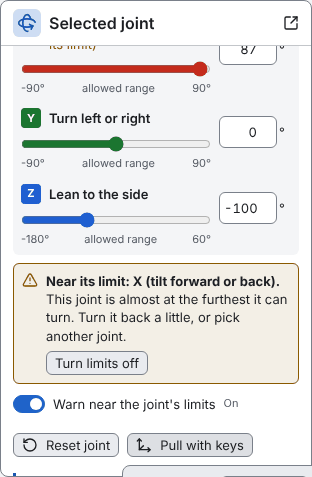 Selected joint
its limit)
87 °
-90° allowed range 90°
Y Turn left or right
0 °
-90° allowed range 90°
Z Lean to the side
-100 °
-180° allowed range 60°
Near its limit: X (tilt forward or back).
This joint is almost at the furthest it can
turn. Turn it back a little, or pick
another joint.
Turn limits off
Warn near the joint's limits On
Reset joint Pull with keys